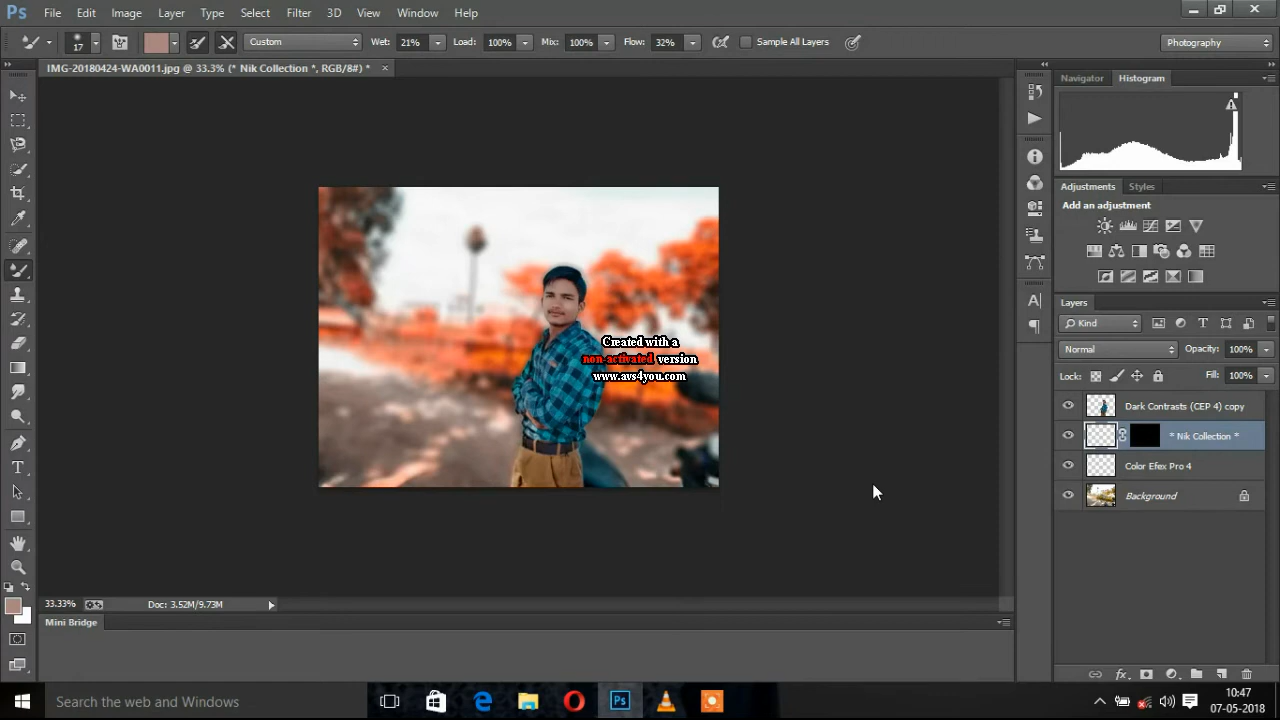 Ps File Edit Image Layer Type Select Filter 3D View Window Help
17 Custom Wet: 21% Load: 100% Mix: 100% Flow: 32% Sample All Layers Photography
IMG-20180424-WA0011.jpg @ 33.3% (* Nik Collection *, RGB/8#) * ×
Navigator Histogram
Adjustments Styles
Add an adjustment
Layers
Kind
Normal Opacity: 100%
Lock: Fill: 100%
Dark Contrasts (CEP 4) copy
* Nik Collection *
Color Efex Pro 4
Background
Created with a
non-activated version
www.avs4you.com
33.33% Doc: 3.52M/9.73M
Mini Bridge
Search the web and Windows
10:47
07-05-2018